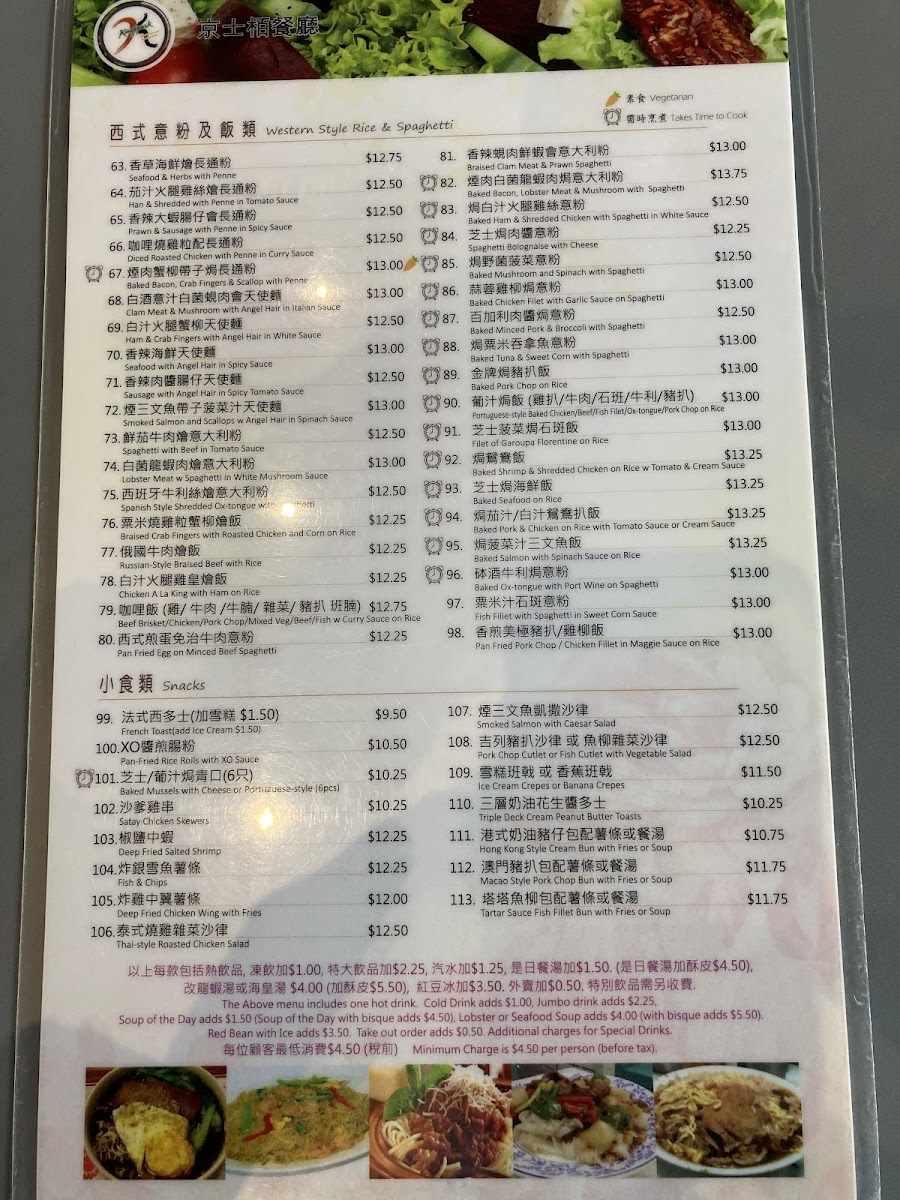 京士栢餐廳
素食 Vegetarian
需時烹煮 Takes Time to Cook
西式意粉及飯類 Western Style Rice & Spaghetti
63. 香草海鮮燴長通粉 $12.75
Seafood & Herbs with Penne
64. 茄汁火腿雞絲燴長通粉 $12.50
Han & Shredded with Penne in Tomato Sauce
65. 香辣大蝦腸仔會長通粉 $12.50
Prawn & Sausage with Penne in Spicy Sauce
66. 咖哩燒雞粒配長通粉 $12.50
Diced Roasted Chicken with Penne in Curry Sauce
67. 煙肉蟹柳帶子焗長通粉 $13.00
Baked Bacon, Crab Fingers & Scallop with Penne
68. 白酒意汁白菌蜆肉會天使麵 $13.00
Clam Meat & Mushroom with Angel Hair in Italian Sauce
69. 白汁火腿蟹柳天使麵 $12.50
Ham & Crab Fingers with Angel Hair in White Sauce
70. 香辣海鮮天使麵 $13.00
Seafood with Angel Hair in Spicy Sauce
71. 香辣肉醬腸仔天使麵 $12.50
Sausage with Angel Hair in Spicy Tomato Sauce
72. 煙三文魚帶子菠菜汁天使麵 $13.00
Smoked Salmon and Scallops w Angel Hair in Spinach Sauce
73. 鮮茄牛肉燴意大利粉 $12.50
Spaghetti with Beef in Tomato Sauce
74. 白菌龍蝦肉燴意大利粉 $13.00
Lobster Meat w Spaghetti in White Mushroom Sauce
75. 西班牙牛利絲燴意大利粉 $12.50
Spanish Style Shredded Ox-tongue with Spaghetti
76. 粟米燒雞粒蟹柳燴飯 $12.25
Braised Crab Fingers with Roasted Chicken and Corn on Rice
77. 俄國牛肉燴飯 $12.25
Russian-Style Braised Beef with Rice
78. 白汁火腿雞皇燴飯 $12.25
Chicken A La King with Ham on Rice
79. 咖哩飯 (雞/ 牛肉 /牛腩/ 雜菜/ 豬扒 班腩) $12.75
Beef Brisket/Chicken/Pork Chop/Mixed Veg/Beef/Fish w Curry Sauce on Rice
80. 西式煎蛋免治牛肉意粉 $12.25
Pan Fried Egg on Minced Beef Spaghetti
81. 香辣蜆肉鮮蝦會意大利粉 $13.00
Braised Clam Meat & Prawn Spaghetti
82. 煙肉白菌龍蝦肉焗意大利粉 $13.75
Baked Bacon, Lobster Meat & Mushroom with Spaghetti
83. 焗白汁火腿雞絲意粉 $12.50
Baked Ham & Shredded Chicken with Spaghetti in White Sauce
84. 芝士焗肉醬意粉 $12.25
Spaghetti Bolognaise with Cheese
85. 焗野菌菠菜意粉 $12.50
Baked Mushroom and Spinach with Spaghetti
86. 蒜蓉雞柳焗意粉 $13.00
Baked Chicken Filet with Garlic Sauce on Spaghetti
87. 百加利肉醬焗意粉 $12.50
Baked Minced Pork & Broccoli with Spaghetti
88. 焗粟米吞拿魚意粉 $13.00
Baked Tuna & Sweet Corn with Spaghetti
89. 金牌焗豬扒飯 $13.00
Baked Pork Chop on Rice
90. 葡汁焗飯 (雞扒/牛肉/石班/牛利/豬扒) $13.00
Portuguese-style Baked Chicken/Beef/Fish Filet/Ox-tongue/Pork Chop on Rice
91. 芝士菠菜焗石班飯 $13.00
Filet of Garoupa Florentine on Rice
92. 焗鴛鴦飯 $13.25
Baked Shrimp & Shredded Chicken on Rice w Tomato & Cream Sauce
93. 芝士焗海鮮飯 $13.25
Baked Seafood on Rice
94. 焗茄汁/白汁鴛鴦扒飯 $13.25
Baked Pork & Chicken on Rice with Tomato Sauce or Cream Sauce
95. 焗菠菜汁三文魚飯 $13.25
Baked Salmon with Spinach Sauce on Rice
96. 砵酒牛利焗意粉 $13.00
Baked Ox-tongue with Port Wine on Spaghetti
97. 粟米汁石斑意粉 $13.00
Fish Fillet with Spaghetti in Sweet Corn Sauce
98. 香煎美極豬扒/雞柳飯 $13.00
Pan Fried Pork Chop / Chicken Fillet in Maggie Sauce on Rice
小食類 Snacks
99. 法式西多士(加雪糕 $1.50) $9.50
French Toast(add Ice Cream $1.50)
100. XO醬煎腸粉 $10.50
Pan-Fried Rice Rolls with XO Sauce
101. 芝士/葡汁焗青口(6只) $10.25
Baked Mussels with Cheese or Portuguese-style (6pcs)
102. 沙爹雞串 $10.25
Satay Chicken Skewers
103. 椒鹽中蝦 $12.25
Deep Fried Salted Shrimp
104. 炸銀雪魚薯條 $12.25
Fish & Chips
105. 炸雞中翼薯條 $12.00
Deep Fried Chicken Wing with Fries
106. 泰式燒雞雜菜沙律 $12.50
Thai-style Roasted Chicken Salad
107. 煙三文魚凱撒沙律 $12.50
Smoked Salmon with Caesar Salad
108. 吉列豬扒沙律 或 魚柳雜菜沙律 $12.50
Pork Chop Cutlet or Fish Cutlet with Vegetable Salad
109. 雪糕班戟 或 香蕉班戟 $11.50
Ice Cream Crepes or Banana Crepes
110. 三層奶油花生醬多士 $10.25
Triple Deck Cream Peanut Butter Toasts
111. 港式奶油豬仔包配薯條或餐湯 $10.75
Hong Kong Style Cream Bun with Fries or Soup
112. 澳門豬扒包配薯條或餐湯 $11.75
Macao Style Pork Chop Bun with Fries or Soup
113. 塔塔魚柳包配薯條或餐湯 $11.75
Tartar Sauce Fish Fillet Bun with Fries or Soup
以上每款包括熱飲品, 凍飲加$1.00, 特大飲品加$2.25, 汽水加$1.25, 是日餐湯加$1.50. (是日餐湯加酥皮$4.50),
改龍蝦湯或海皇湯 $4.00 (加酥皮$5.50), 紅豆冰加$3.50. 外賣加$0.50. 特別飲品需另收費.
The Above menu includes one hot drink. Cold Drink adds $1.00, Jumbo drink adds $2.25,
Soup of the Day adds $1.50 (Soup of the Day with bisque adds $4.50), Lobster or Seafood Soup adds $4.00 (with bisque adds $5.50).
Red Bean with Ice adds $3.50. Take out order adds $0.50. Additional charges for Special Drinks.
每位顧客最低消費$4.50 (稅前) Minimum Charge is $4.50 per person (before tax).